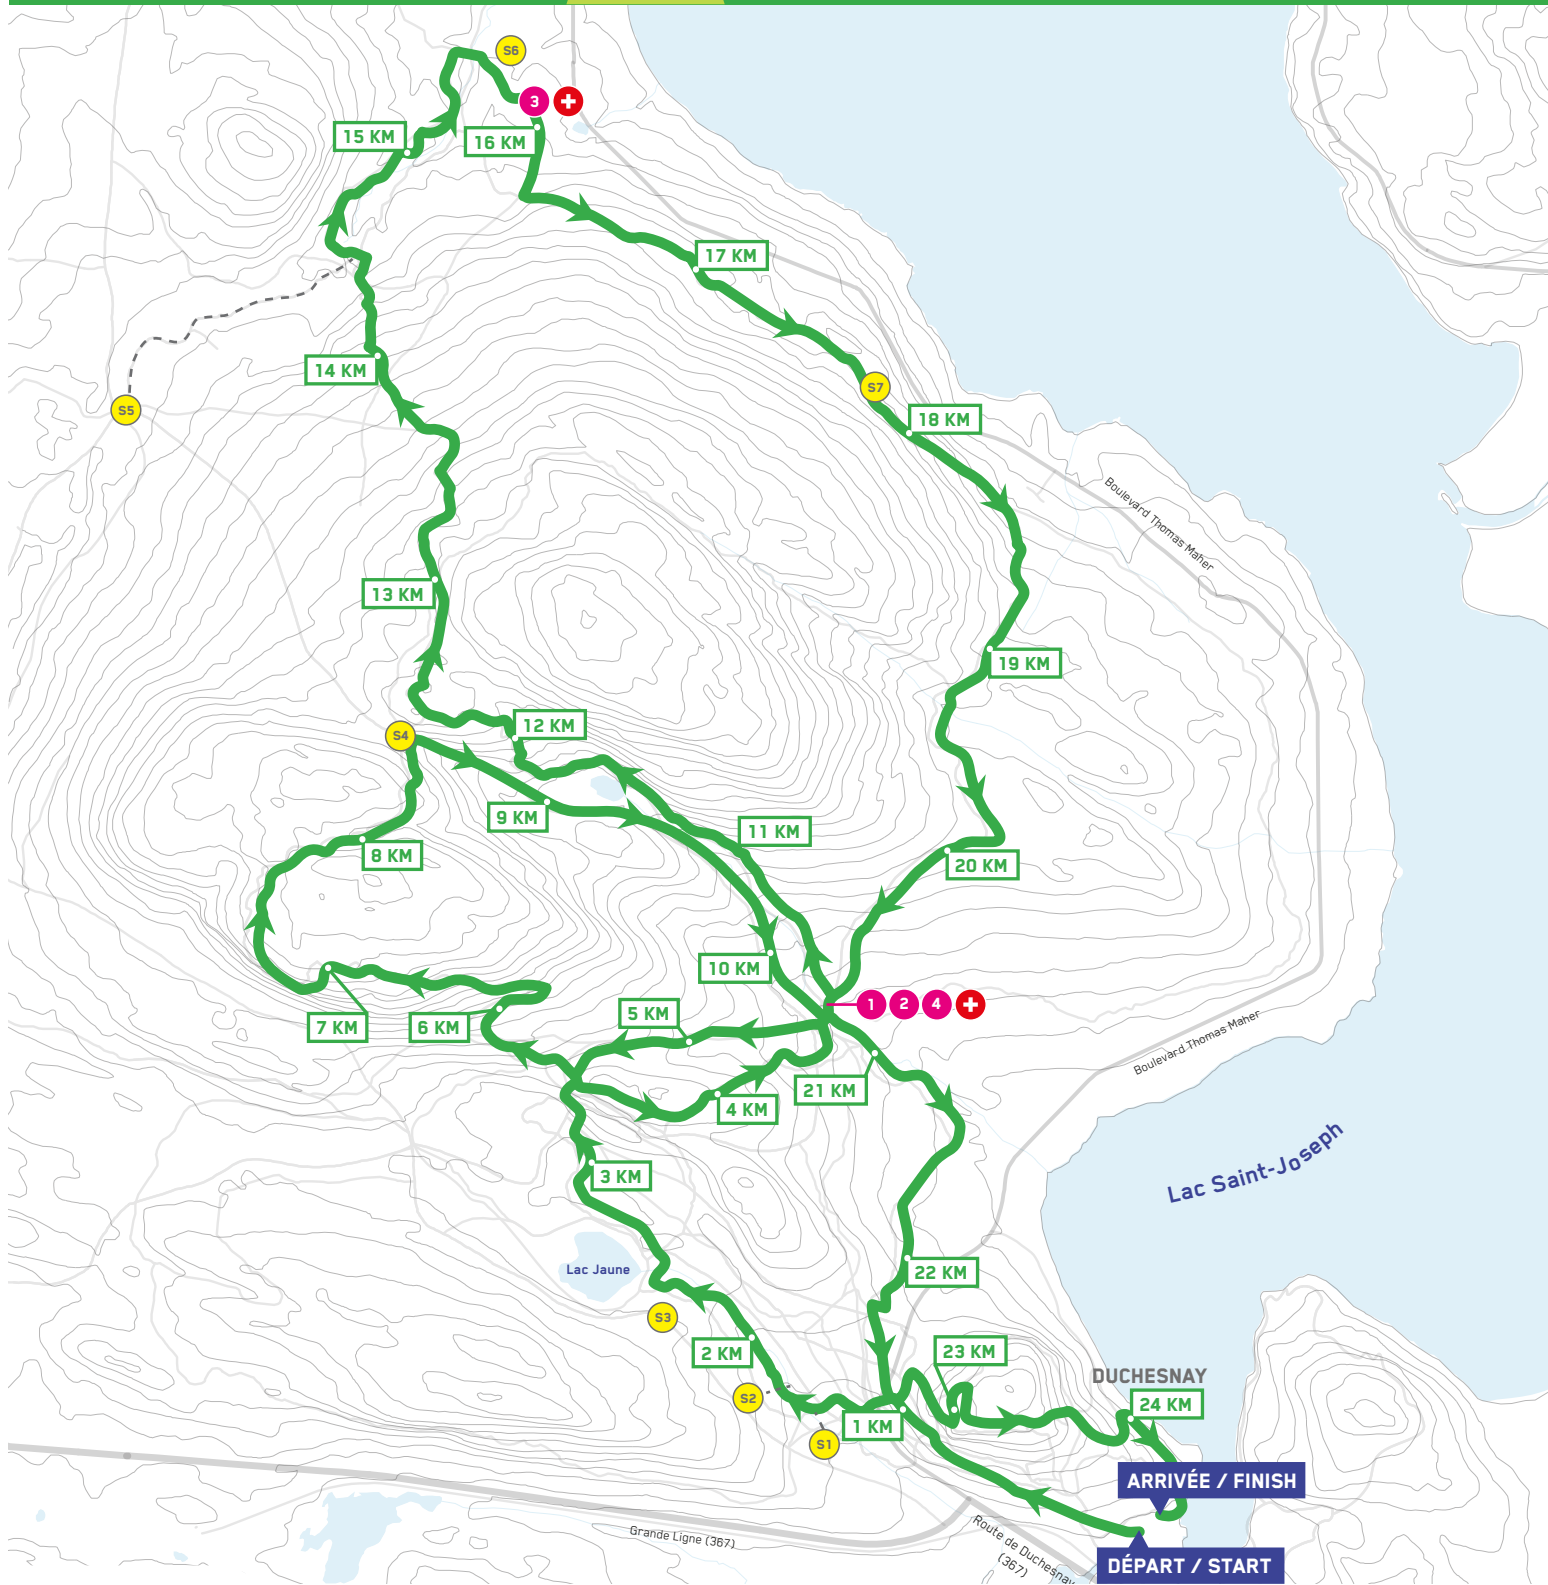 S6
3
15 KM
16 KM
17 KM
14 KM
S7
S5
18 KM
Boulevard Thomas Maher
13 KM
19 KM
12 KM
S4
9 KM
11 KM
8 KM
20 KM
10 KM
1 2 4
5 KM
7 KM
6 KM
Boulevard Thomas Maher
21 KM
4 KM
3 KM
Lac Saint-Joseph
22 KM
Lac Jaune
S3
2 KM
23 KM
DUCHESNAY
S2
24 KM
1 KM
S1
ARRIVÉE / FINISH
Grande Ligne (367)
Route de Duchesnay
(367)
DÉPART / START